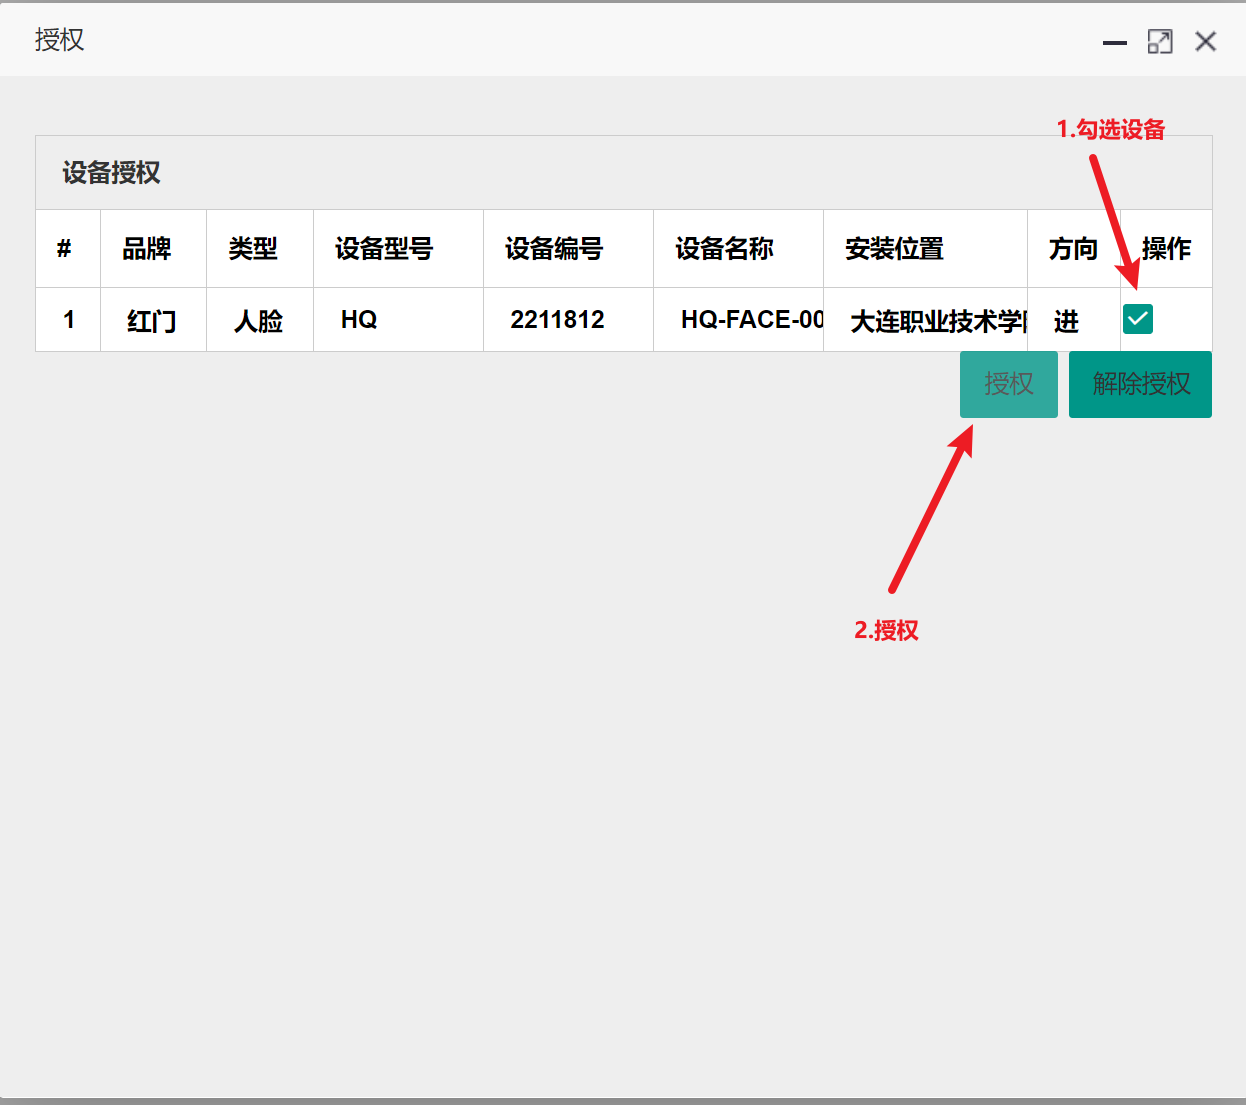 授权
1.勾选设备
设备授权
# 品牌 类型 设备型号 设备编号 设备名称 安装位置 方向 操作
1 红门 人脸 HQ 2211812 HQ-FACE-00 大连职业技术学 进
授权 解除授权
2.授权